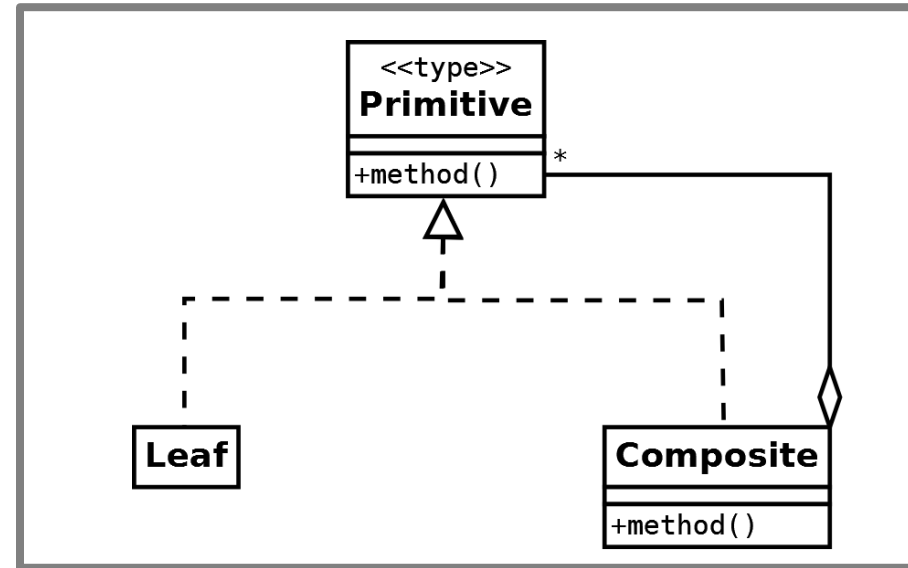 <<type>>
Primitive
+method()
*
Leaf
Composite
+method()